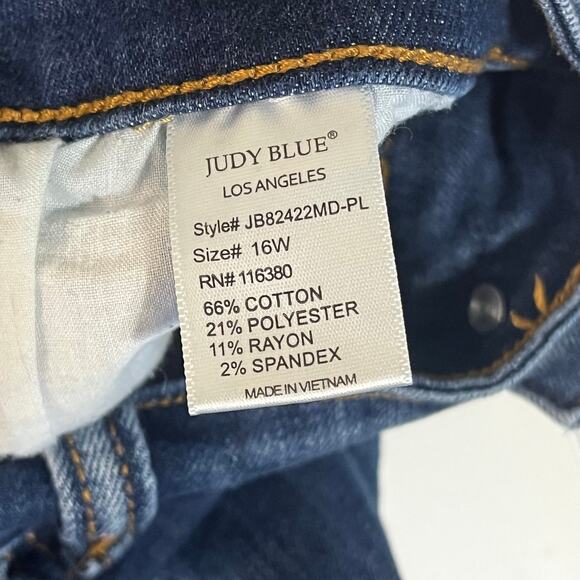 JUDY BLUE®
LOS ANGELES
Style# JB82422MD-PL
Size# 16W
RN# 116380
66% COTTON
21% POLYESTER
11% RAYON
2% SPANDEX
MADE IN VIETNAM